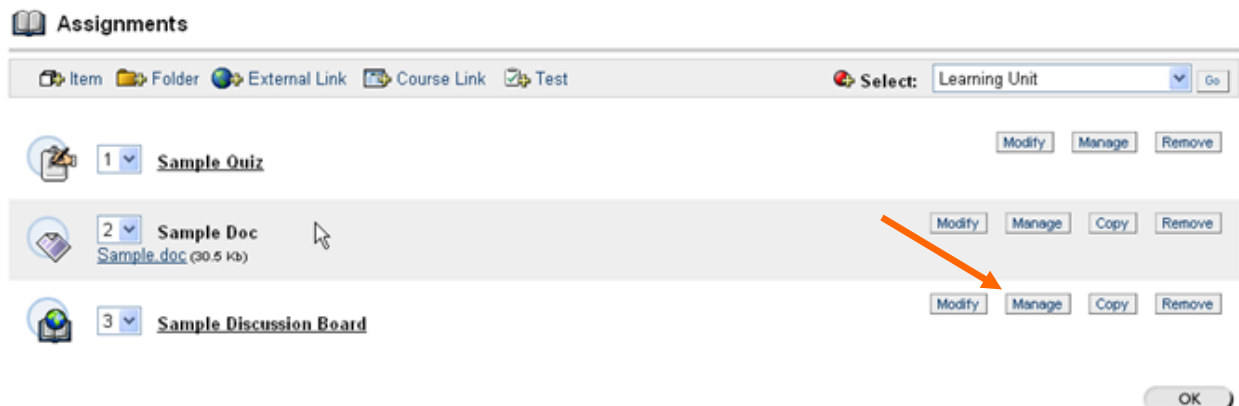 Assignments
Item Folder External Link Course Link Test Select: Learning Unit Go
1 Sample Quiz Modify Manage Remove
2 Sample Doc Modify Manage Copy Remove
Sample.doc (30.5 Kb)
3 Sample Discussion Board Modify Manage Copy Remove
OK